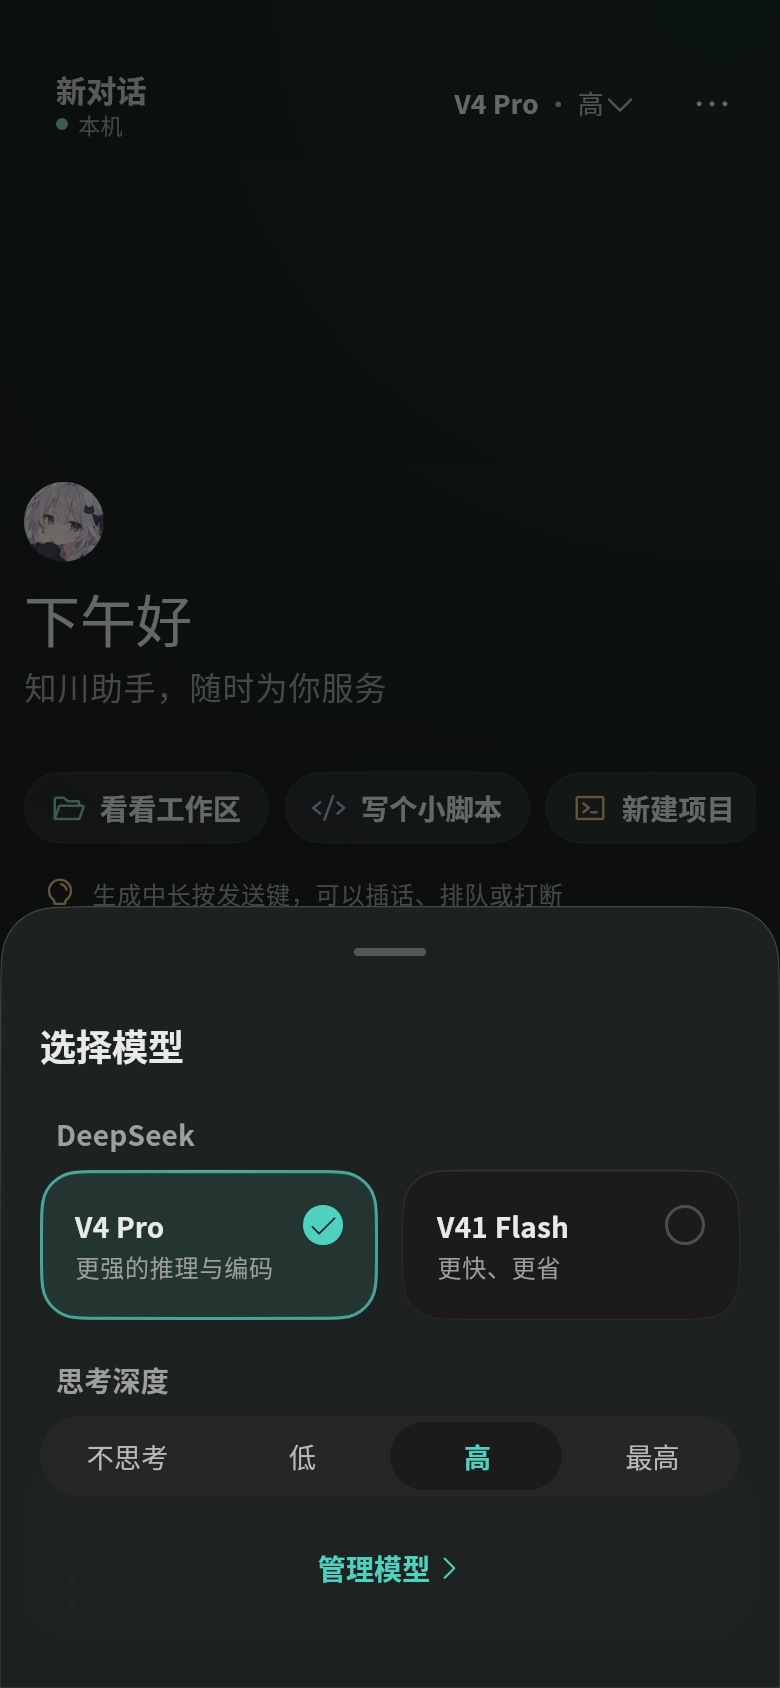 新对话
本机
V4 Pro · 高
下午好
知川助手，随时为你服务
看看工作区
写个小脚本
新建项目
生成中长按发送键，可以插话、排队或打断
选择模型
DeepSeek
V4 Pro
更强的推理与编码
V41 Flash
更快、更省
思考深度
不思考
低
高
最高
管理模型